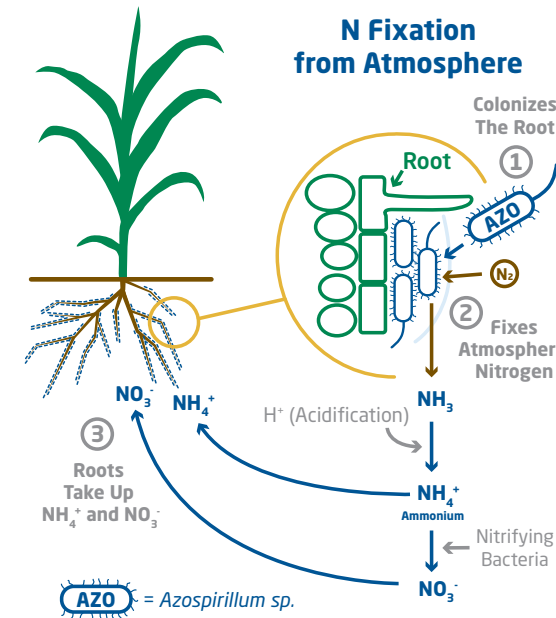 N Fixation
from Atmosphere
Colonizes
The Root
1
Root
AZO
N₂
2
Fixes
Atmospher
Nitrogen
NH₃
H⁺ (Acidification)
NH₄⁺
Ammonium
Nitrifying
Bacteria
NO₃⁻
NO₃⁻ NH₄⁺
3
Roots
Take Up
NH₄⁺ and NO₃⁻
AZO = Azospirillum sp.